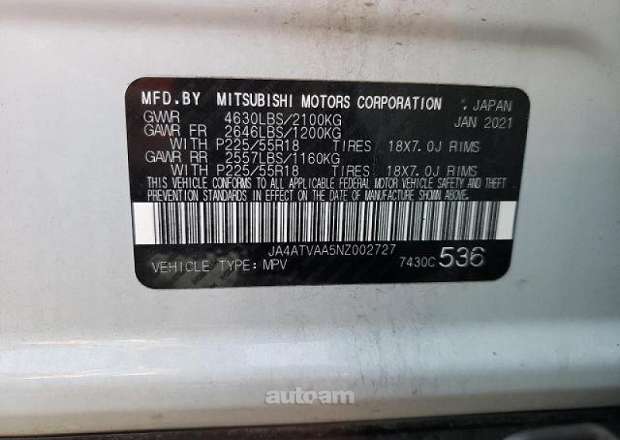 MFD.BY MITSUBISHI MOTORS CORPORATION JAPAN
GVWR 4630LBS/2100KG JAN 2021
GAWR FR 2646LBS/1200KG
WITH P225/55R18 TIRES 18X7.0J RIMS
GAWR RR 2557LBS/1160KG
WITH P225/55R18 TIRES 18X7.0J RIMS
THIS VEHICLE CONFORMS TO ALL APPLICABLE FEDERAL MOTOR VEHICLE SAFETY AND THEFT
PREVENTION STANDARDS IN EFFECT ON THE DATE OF MANUFACTURE SHOWN ABOVE.
JA4ATVAA5NZ002727
VEHICLE TYPE: MPV 7430C 536
autoam